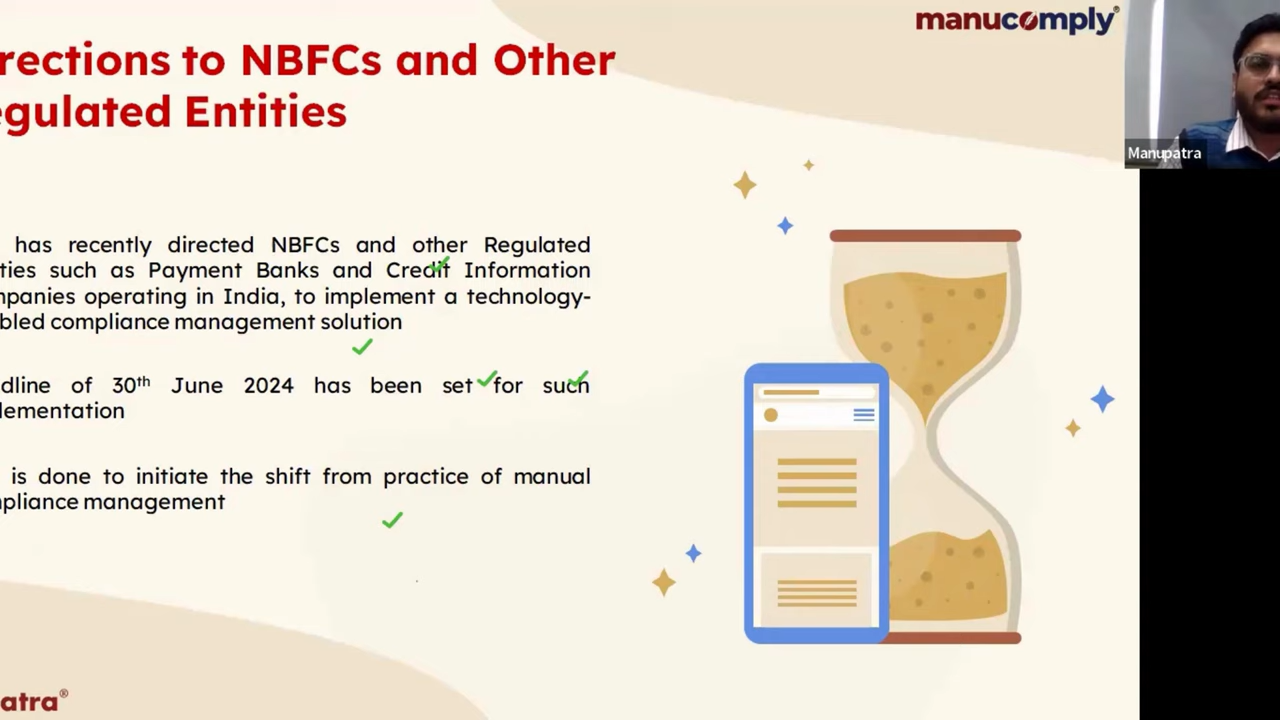 manucomply®
rections to NBFCs and Other
egulated Entities
Manupatra
has recently directed NBFCs and other Regulated
ties such as Payment Banks and Credit Information
mpanies operating in India, to implement a technology-
bled compliance management solution
dline of 30th June 2024 has been set for such
lementation
is done to initiate the shift from practice of manual
pliance management
atra®